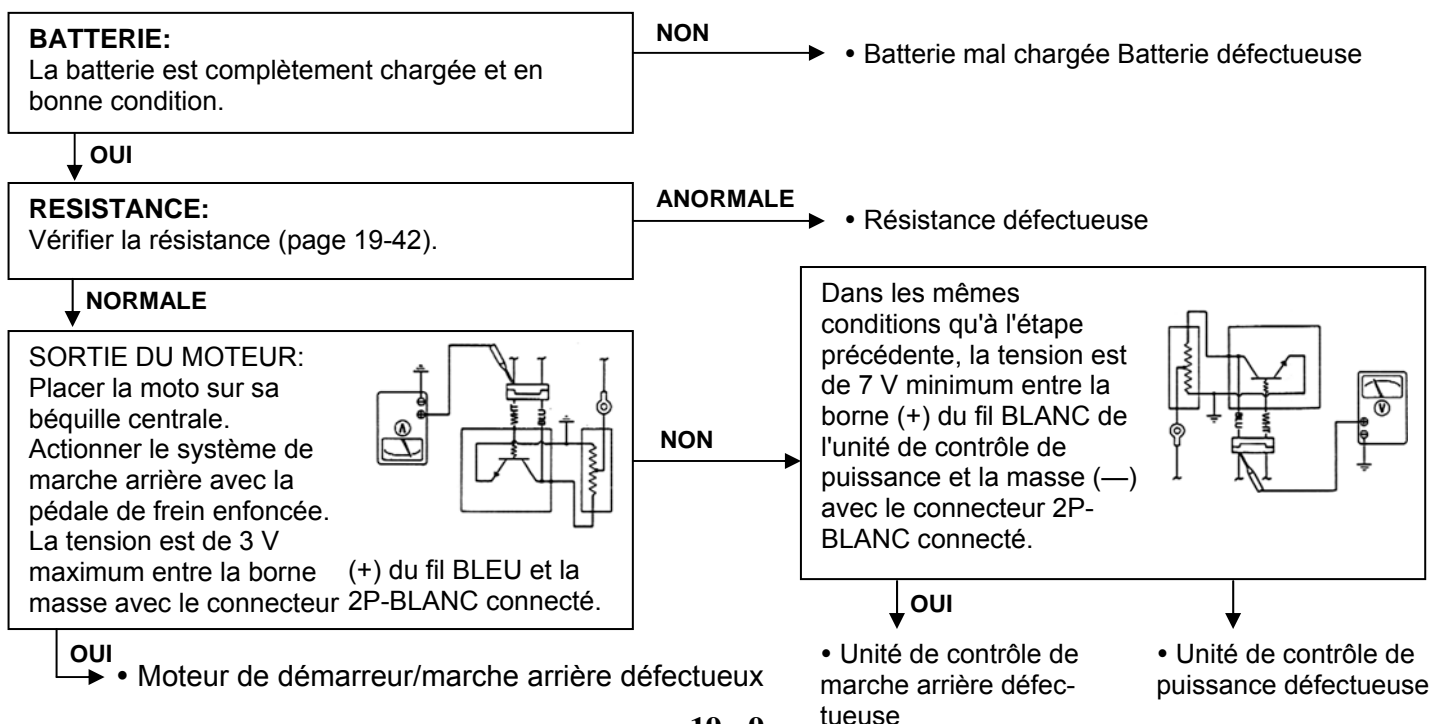 BATTERIE:
La batterie est complètement chargée et en
bonne condition.
NON
• Batterie mal chargée Batterie défectueuse
OUI
RESISTANCE:
Vérifier la résistance (page 19-42).
ANORMALE
• Résistance défectueuse
NORMALE
SORTIE DU MOTEUR:
Placer la moto sur sa
béquille centrale.
Actionner le système de
marche arrière avec la
pédale de frein enfoncée.
La tension est de 3 V
maximum entre la borne (+) du fil BLEU et la
masse avec le connecteur 2P-BLANC connecté.
A
WHT
BLU
NON
Dans les mêmes
conditions qu'à l'étape
précédente, la tension est
de 7 V minimum entre la
borne (+) du fil BLANC de
l'unité de contrôle de
puissance et la masse (—)
avec le connecteur 2P-
BLANC connecté.
BLU
WHT
V
OUI
• Moteur de démarreur/marche arrière défectueux
OUI
• Unité de contrôle de
marche arrière défec-
tueuse
• Unité de contrôle de
puissance défectueuse